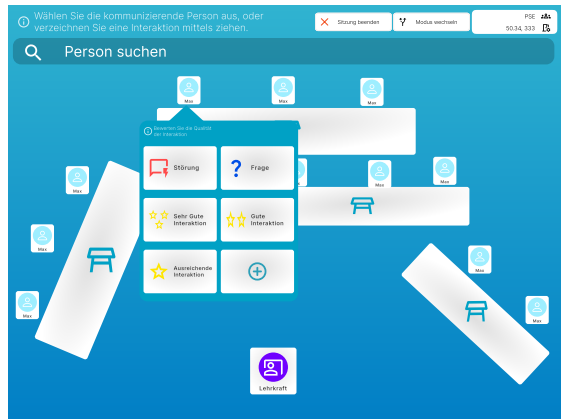 Wählen Sie die kommunizierende Person aus, oder
verzeichnen Sie eine Interaktion mittels ziehen.
Sitzung beenden
Modus wechseln
PSE
50.34, 333
Person suchen
Max
Max
Max
Bewerten Sie die Qualität
der Interaktion
Störung
Frage
Max
Max
Max
Sehr Gute
Interaktion
Gute
Interaktion
Max
Ausreichende
Interaktion
Max
Max
Max
Lehrkraft